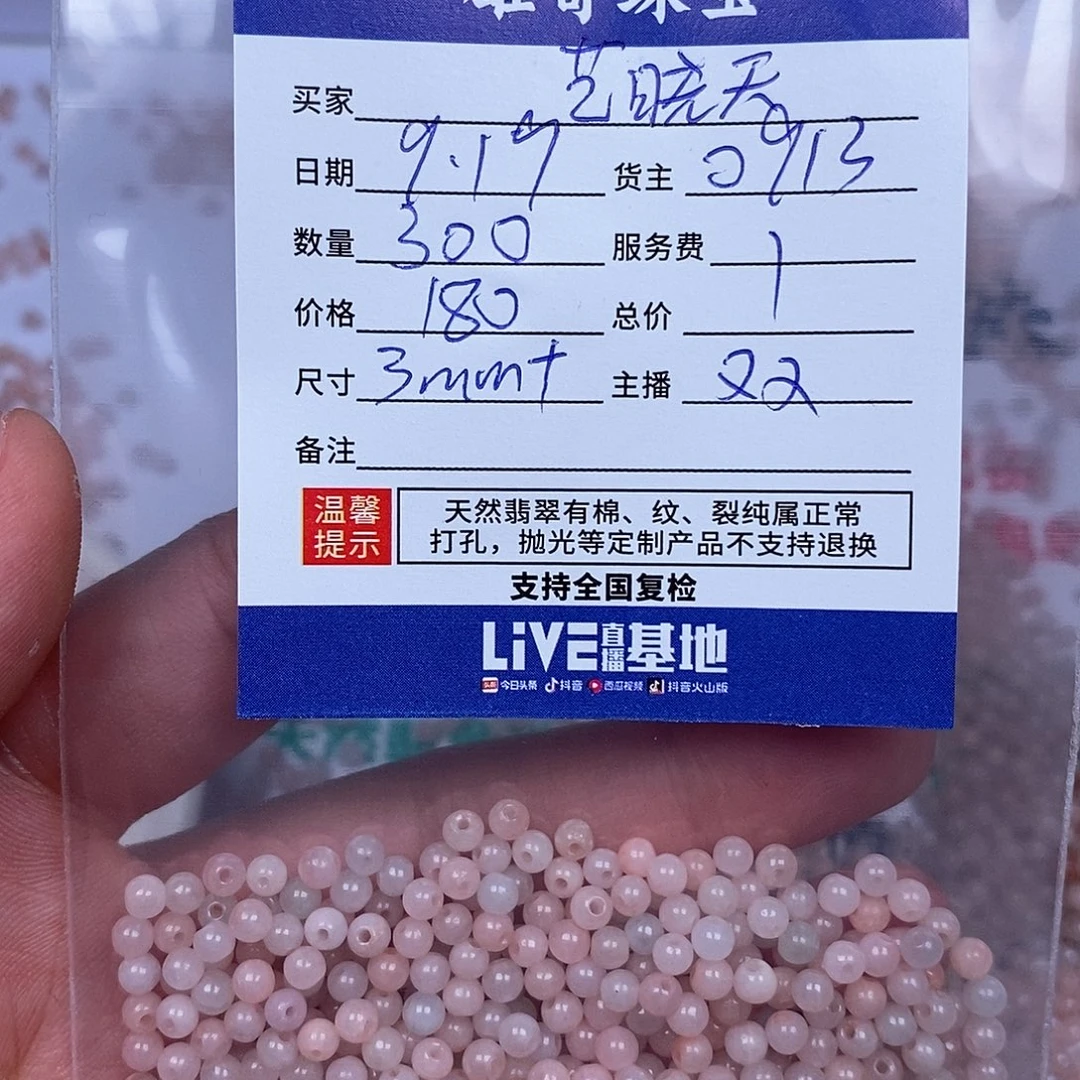 买家 艺晓天
日期 9.17 货主 0913
数量 300 服务费 1
价格 180 总价
尺寸 3mm+ 主播 22
备注
温馨提示
天然翡翠有棉、纹、裂纯属正常
打孔，抛光等定制产品不支持退换
支持全国复检
LiVE直播基地
头条 今日头条 抖音 西瓜视频 抖音火山版